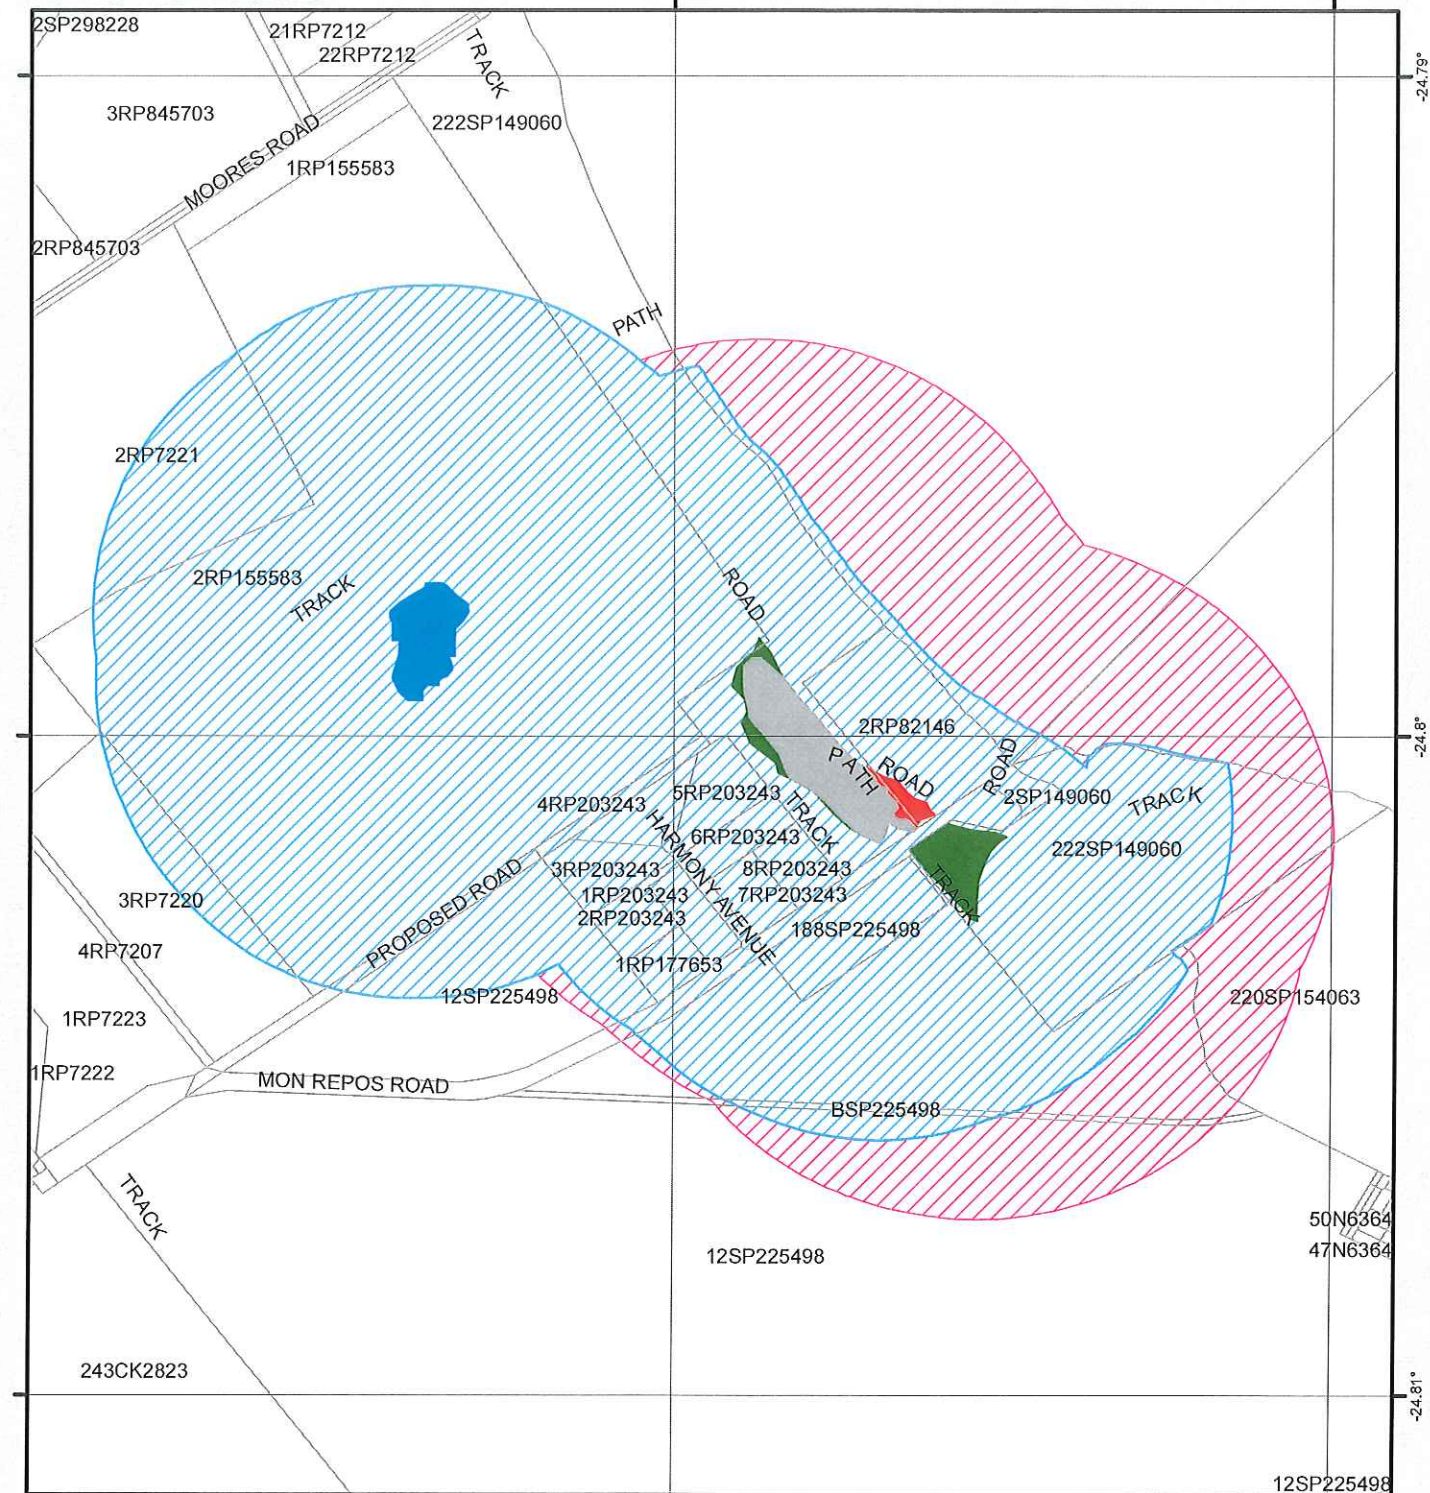 2SP298228
21RP7212
22RP7212
TRACK
-24.79°
3RP845703
222SP149060
MOORES ROAD
1RP155583
2RP845703
PATH
2RP7221
2RP155583
TRACK
ROAD
2RP82146
-24.8°
PATH
ROAD
ROAD
5RP203243
4RP203243
TRACK
2SP149060
TRACK
HARMONY AVENUE
6RP203243
222SP149060
3RP203243
8RP203243
1RP203243
7RP203243
TRACK
3RP7220
2RP203243
188SP225498
PROPOSED ROAD
4RP7207
1RP177653
12SP225498
220SP154063
1RP7223
1RP7222
MON REPOS ROAD
BSP225498
TRACK
50N6364
47N6364
12SP225498
243CK2823
-24.81°
12SP225498